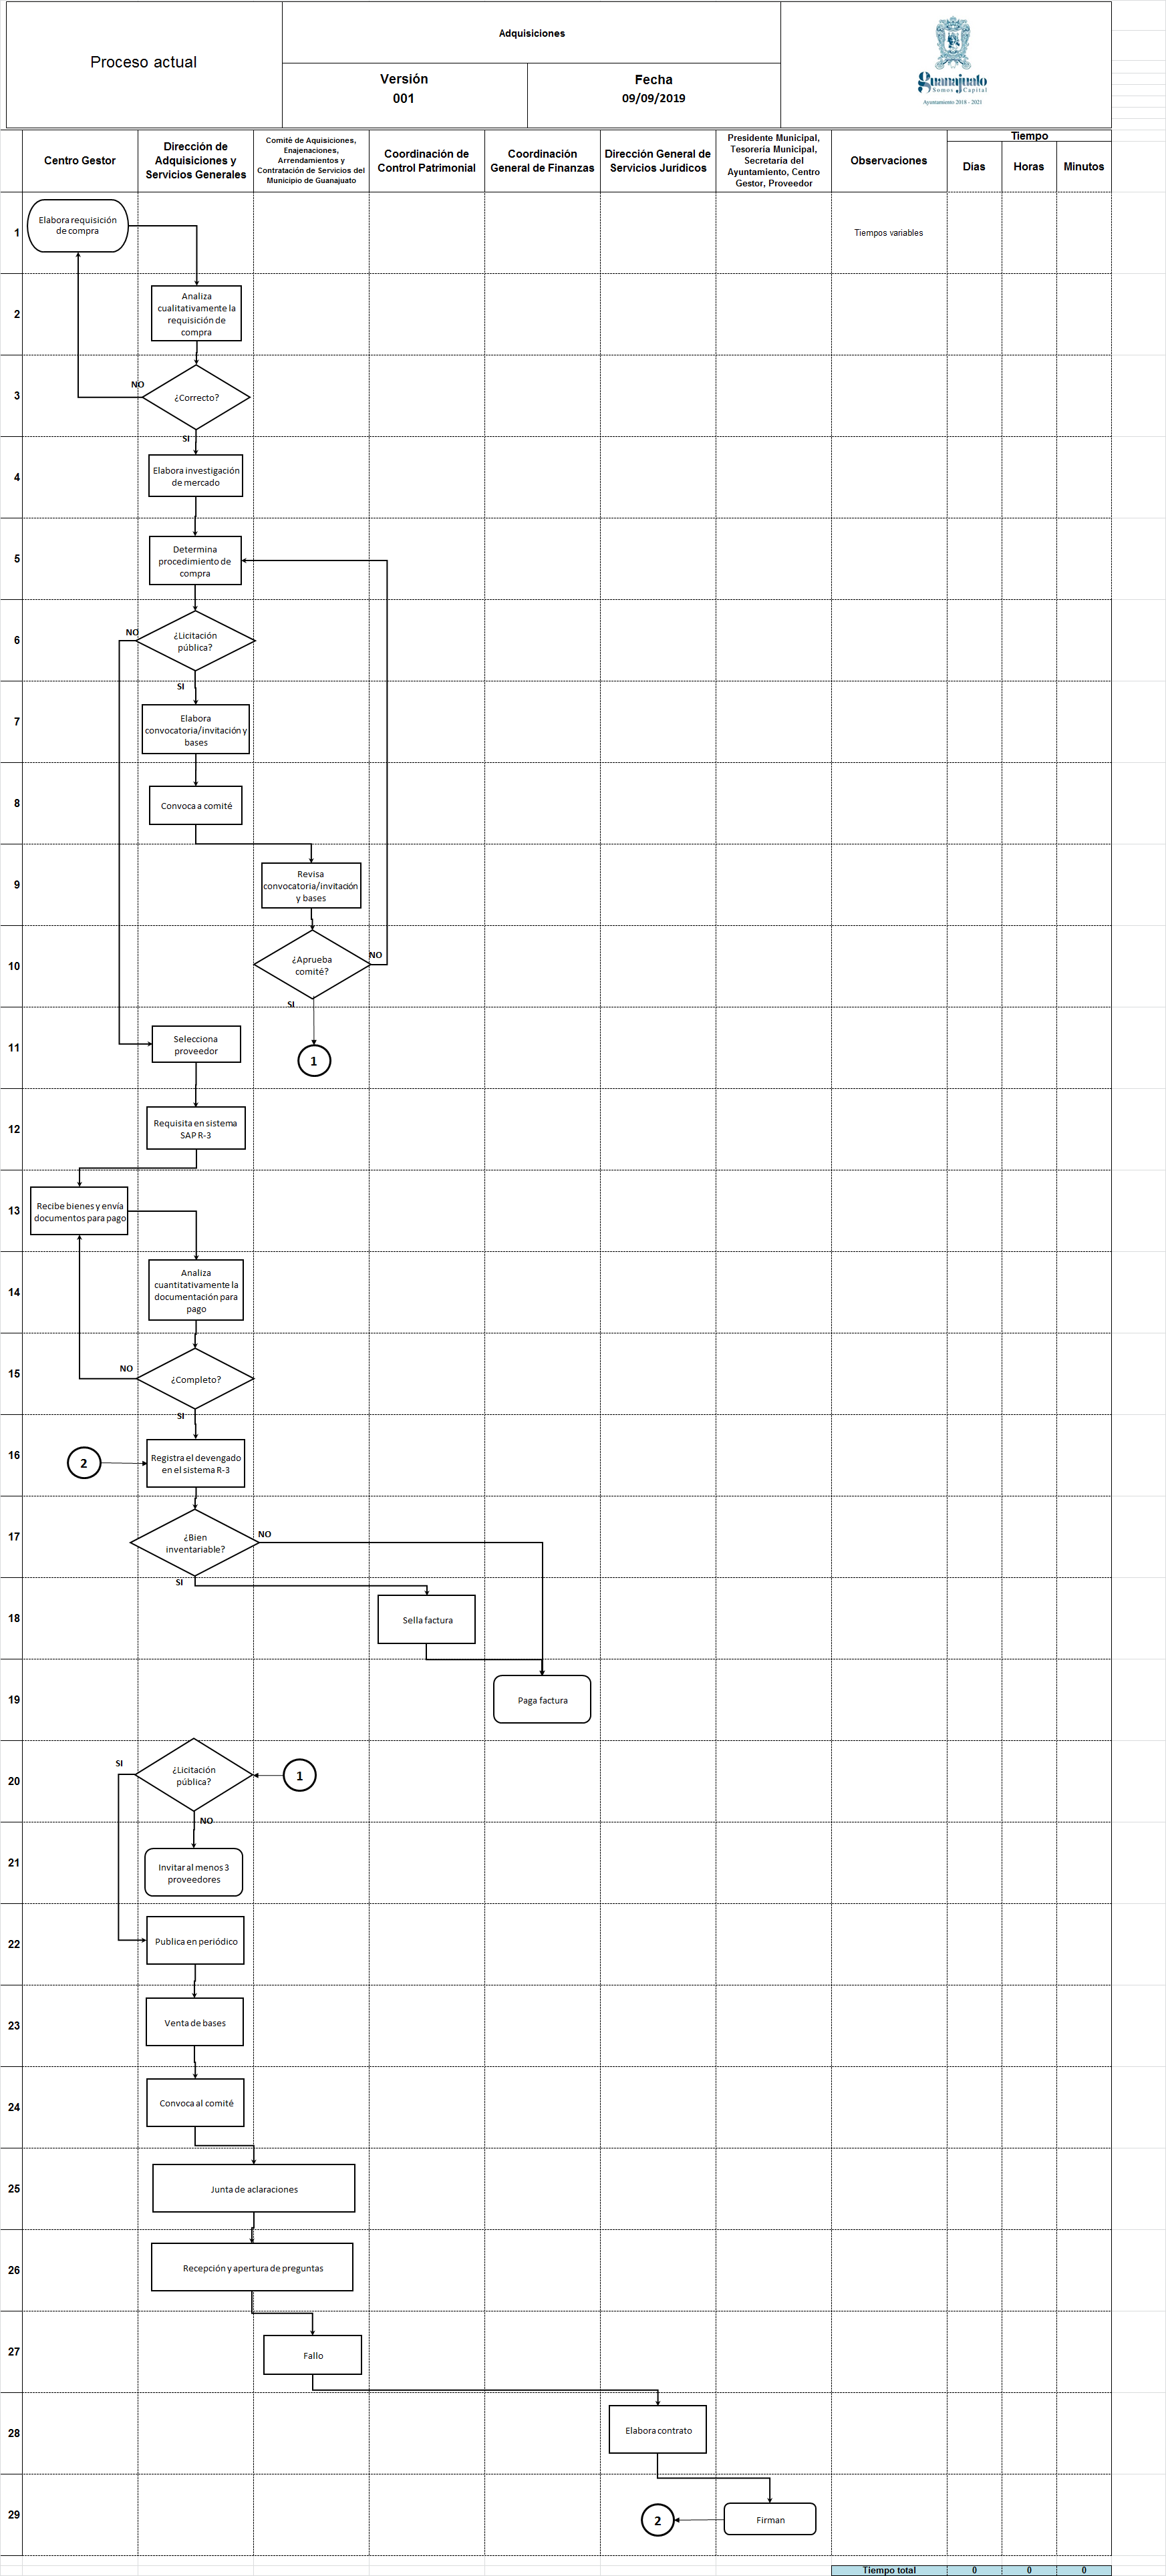 Proceso actual
Adquisiciones
Versión
001
Fecha
09/09/2019
Guanajuato
Somos Capital
Ayuntamiento 2018 - 2021
Centro Gestor
Dirección de
Adquisiciones y
Servicios Generales
Comité de Aquisiciones,
Enajenaciones,
Arrendamientos y
Contratación de Servicios del
Municipio de Guanajuato
Coordinación de
Control Patrimonial
Coordinación
General de Finanzas
Dirección General de
Servicios Jurídicos
Presidente Municipal,
Tesorería Municipal,
Secretaría del
Ayuntamiento, Centro
Gestor, Proveedor
Observaciones
Tiempo
Días
Horas
Minutos
1
Elabora requisición
de compra
Tiempos variables
2
Analiza
cualitativamente la
requisición de
compra
3
NO
¿Correcto?
SI
4
Elabora investigación
de mercado
5
Determina
procedimiento de
compra
6
NO
¿Licitación
pública?
SI
7
Elabora
convocatoria/invitación y
bases
8
Convoca a comité
9
Revisa
convocatoria/invitación
y bases
10
¿Aprueba
comité?
NO
SI
11
Selecciona
proveedor
1
12
Requisita en sistema
SAP R-3
13
Recibe bienes y envía
documentos para pago
14
Analiza
cuantitativamente la
documentación para
pago
15
NO
¿Completo?
SI
16
2
Registra el devengado
en el sistema R-3
17
¿Bien
inventariable?
NO
SI
18
Sella factura
19
Paga factura
20
SI
¿Licitación
pública?
1
NO
21
Invitar al menos 3
proveedores
22
Publica en periódico
23
Venta de bases
24
Convoca al comité
25
Junta de aclaraciones
26
Recepción y apertura de preguntas
27
Fallo
28
Elabora contrato
29
2
Firman
Tiempo total
0
0
0